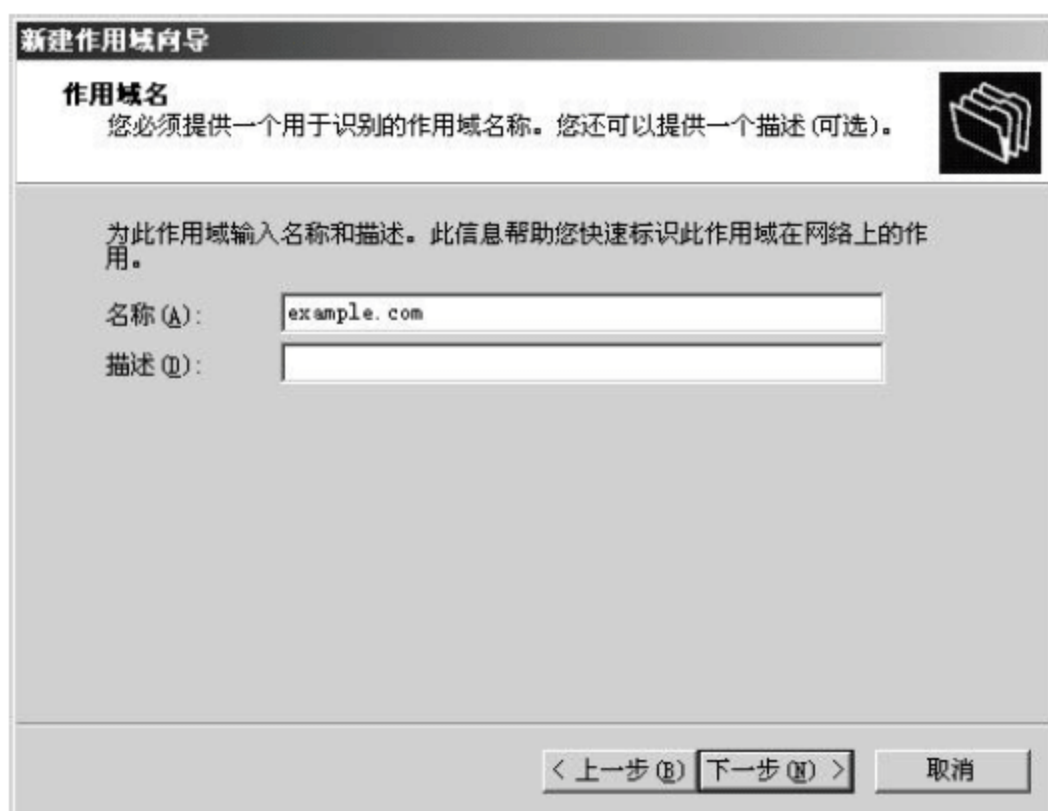 新建作用域向导
作用域名
您必须提供一个用于识别的作用域名称。您还可以提供一个描述(可选)。
为此作用域输入名称和描述。此信息帮助您快速标识此作用域在网络上的作
用。
名称(A): example.com
描述(D):
< 上一步(B) 下一步(N) > 取消